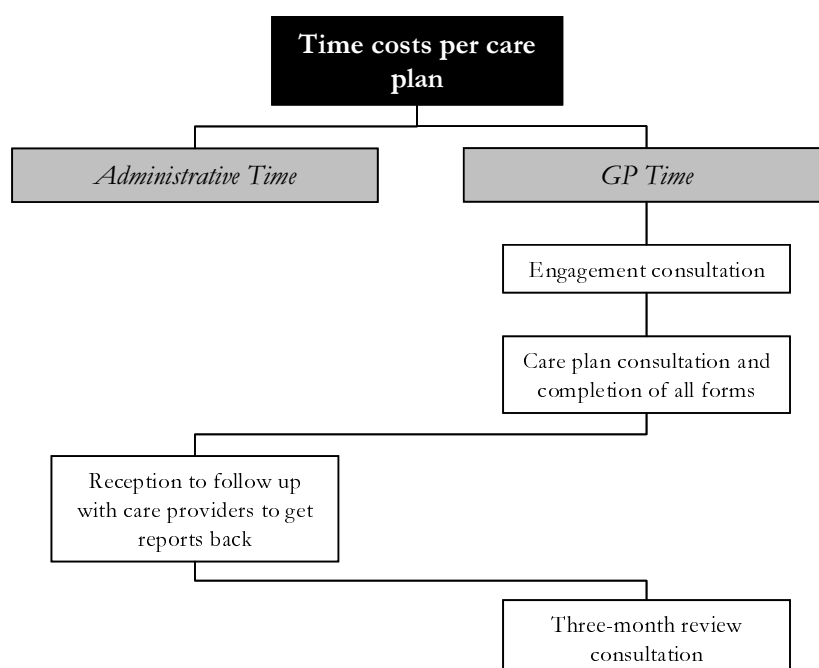 Time costs per care
plan
Administrative Time
GP Time
Engagement consultation
Care plan consultation and
completion of all forms
Reception to follow up
with care providers to get
reports back
Three-month review
consultation